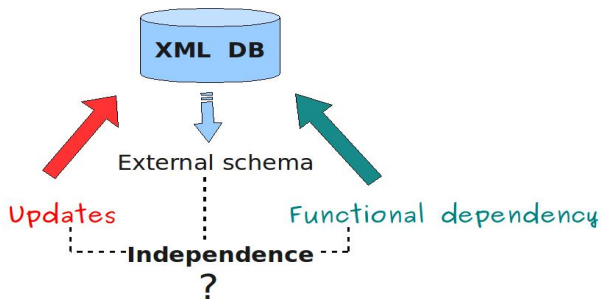 XML DB
External schema
Updates
Functional dependency
Independence
?